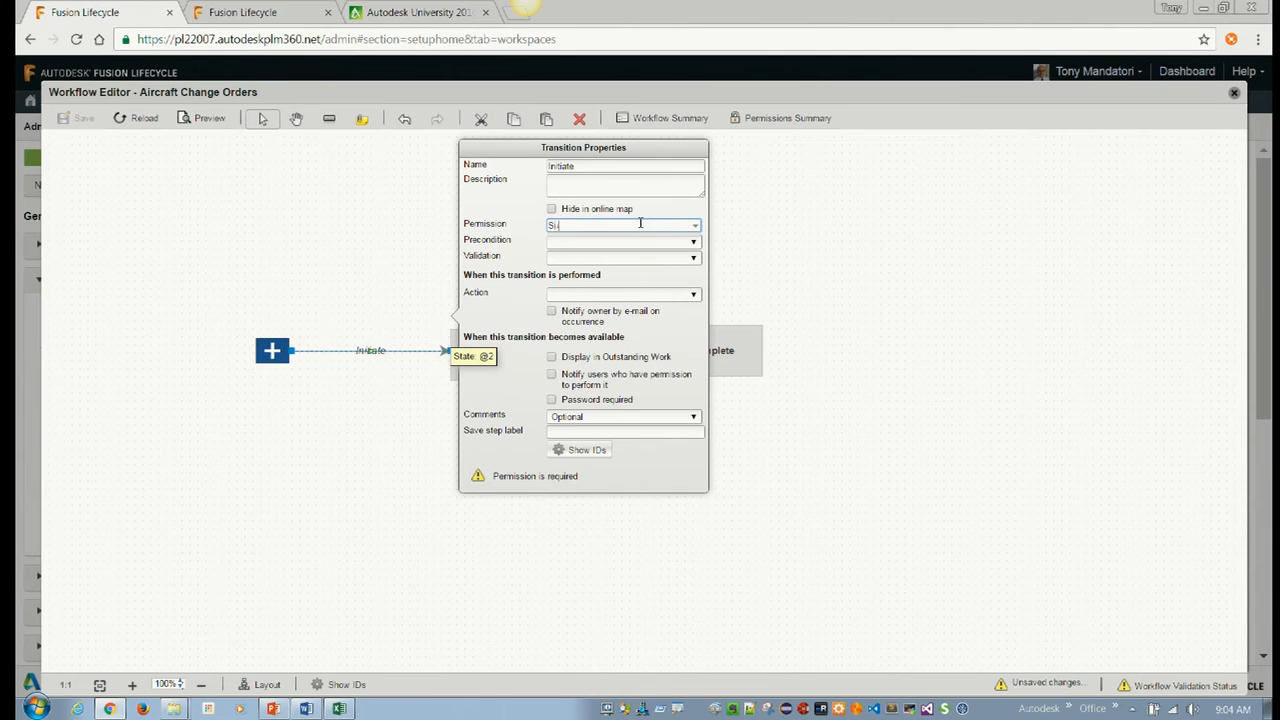 Fusion Lifecycle
Fusion Lifecycle
Autodesk University 201
Tony
https://pl22007.autodeskplm360.net/admin#section=setuphome&tab=workspaces
AUTODESK® FUSION LIFECYCLE
Tony Mandatori
Dashboard
Help
Workflow Editor - Aircraft Change Orders
Save
Reload
Preview
Workflow Summary
Permissions Summary
Transition Properties
Name
Initiate
Description
Hide in online map
Permission
Precondition
Validation
When this transition is performed
Action
Notify owner by e-mail on
occurrence
When this transition becomes available
Initiate
State: @2
Display in Outstanding Work
Notify users who have permission
to perform it
Password required
Comments
Optional
Save step label
Show IDs
Permission is required
1:1
100%
Layout
Show IDs
Unsaved changes...
Workflow Validation Status
Autodesk
Office
9:04 AM